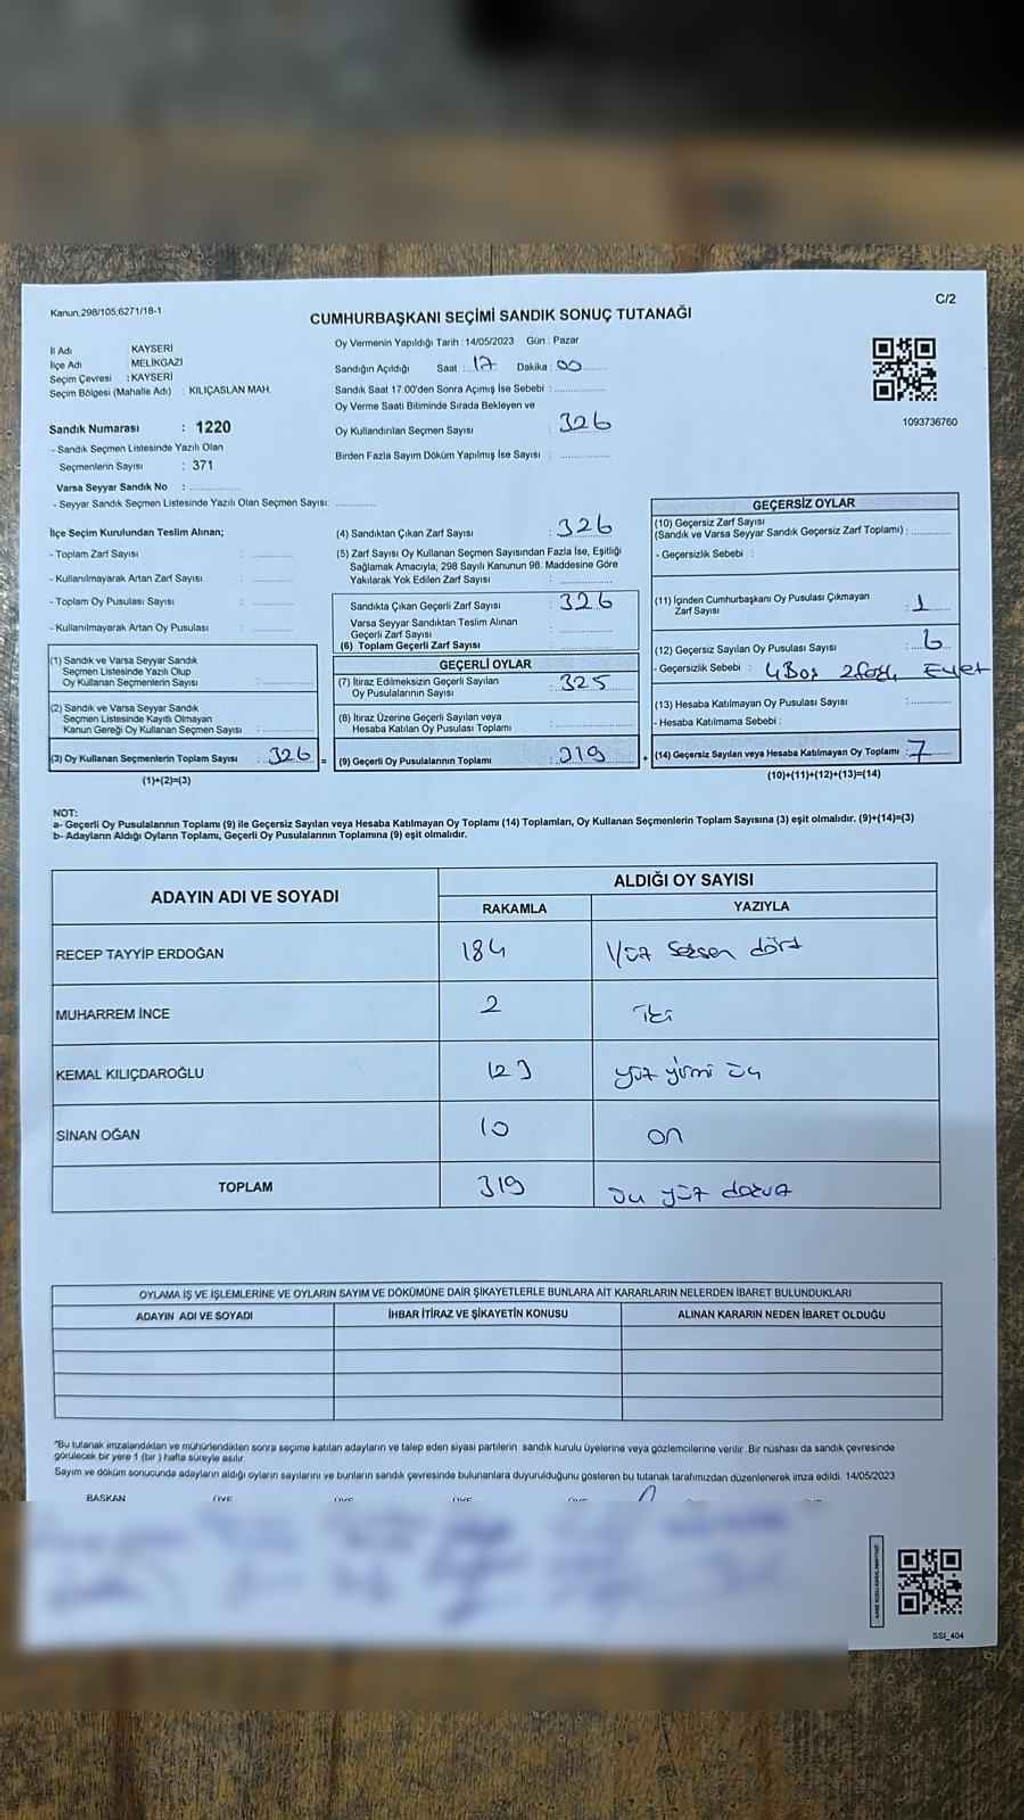 Kanun.298/105,6271/18-1
C/2
CUMHURBAŞKANI SEÇİMİ SANDIK SONUÇ TUTANAĞI
İl Adı KAYSERİ
İlçe Adı MELİKGAZİ
Seçim Çevresi : KAYSERİ
Seçim Bölgesi (Mahalle Adı) : KILIÇASLAN MAH.
Sandık Numarası : 1220
- Sandık Seçmen Listesinde Yazılı Olan
Seçmenlerin Sayısı : 371
Varsa Seyyar Sandık No :
- Seyyar Sandık Seçmen Listesinde Yazılı Olan Seçmen Sayısı:
Oy Vermenin Yapıldığı Tarih : 14/05/2023 Gün : Pazar
Sandığın Açıldığı Saat : 17 Dakika : 00
Sandık Saat 17.00'den Sonra Açımış İse Sebebi :
Oy Verme Saati Bitiminde Sırada Bekleyen ve
Oy Kullandırılan Seçmen Sayısı : 326
Birden Fazla Sayım Döküm Yapılmış İse Sayısı :
1093736760
İlçe Seçim Kurulundan Teslim Alınan;
- Toplam Zarf Sayısı :
- Kullanılmayarak Artan Zarf Sayısı :
- Toplam Oy Pusulası Sayısı :
- Kullanılmayarak Artan Oy Pusulası :
(1) Sandık ve Varsa Seyyar Sandık
Seçmen Listesinde Yazılı Olup
Oy Kullanan Seçmenlerin Sayısı :
(2) Sandık ve Varsa Seyyar Sandık
Seçmen Listesinde Kayıtlı Olmayan
Kanun Gereği Oy Kullanan Seçmen Sayısı :
(3) Oy Kullanan Seçmenlerin Toplam Sayısı : 326 =
(1)+(2)=(3)
(4) Sandıktan Çıkan Zarf Sayısı : 326
(5) Zarf Sayısı Oy Kullanan Seçmen Sayısından Fazla İse, Eşitliği
Sağlamak Amacıyla, 298 Sayılı Kanunun 98. Maddesine Göre
Yakılarak Yok Edilen Zarf Sayısı :
Sandıkta Çıkan Geçerli Zarf Sayısı : 326
Varsa Seyyar Sandıktan Teslim Alınan
Geçerli Zarf Sayısı :
(6) Toplam Geçerli Zarf Sayısı
GEÇERLİ OYLAR
(7) İtiraz Edilmeksizin Geçerli Sayılan
Oy Pusulalarının Sayısı : 325
(8) İtiraz Üzerine Geçerli Sayılan veya
Hesaba Katılan Oy Pusulası Toplamı :
(9) Geçerli Oy Pusulalarının Toplamı : 319 +
GEÇERSİZ OYLAR
(10) Geçersiz Zarf Sayısı
(Sandık ve Varsa Seyyar Sandık Geçersiz Zarf Toplamı) :
- Geçersizlik Sebebi :
(11) İçinden Cumhurbaşkanı Oy Pusulası Çıkmayan
Zarf Sayısı : 1
(12) Geçersiz Sayılan Oy Pusulası Sayısı : 6
- Geçersizlik Sebebi : 4 Boş 2 fazla Evet
(13) Hesaba Katılmayan Oy Pusulası Sayısı :
- Hesaba Katılmama Sebebi :
(14) Geçersiz Sayılan veya Hesaba Katılmayan Oy Toplamı : 7
(10)+(11)+(12)+(13)=(14)
NOT:
a- Geçerli Oy Pusulalarının Toplamı (9) ile Geçersiz Sayılan veya Hesaba Katılmayan Oy Toplamı (14) Toplamları, Oy Kullanan Seçmenlerin Toplam Sayısına (3) eşit olmalıdır. (9)+(14)=(3)
b- Adayların Aldığı Oyların Toplamı, Geçerli Oy Pusulalarının Toplamına (9) eşit olmalıdır.
ADAYIN ADI VE SOYADI
ALDIĞI OY SAYISI
RAKAMLA YAZIYLA
RECEP TAYYİP ERDOĞAN 184 Yüz seksen dört
MUHARREM İNCE 2 iki
KEMAL KILIÇDAROĞLU 123 yüz yirmi üç
SİNAN OĞAN 10 on
TOPLAM 319 üç yüz dokuz
OYLAMA İŞ VE İŞLEMLERİNE VE OYLARIN SAYIM VE DÖKÜMÜNE DAİR ŞİKAYETLERLE BUNLARA AİT KARARLARIN NELERDEN İBARET BULUNDUKLARI
ADAYIN ADI VE SOYADI İHBAR İTİRAZ VE ŞİKAYETİN KONUSU ALINAN KARARIN NEDEN İBARET OLDUĞU
"Bu tutanak imzalandıktan ve mühürlendikten sonra seçime katılan adayların ve talep eden siyasi partilerin sandık kurulu üyelerine veya gözlemcilerine verilir. Bir nüshası da sandık çevresinde
görülecek bir yere 1 (bir ) hafta süreyle asılır.
Sayım ve döküm sonucunda adayların aldığı oyların sayılarını ve bunların sandık çevresinde bulunanlara duyurulduğunu gösteren bu tutanak tarafımızdan düzenlenerek imza edildi. 14/05/2023
BAŞKAN ÜYE ÜYE ÜYE ÜYE
SSI_404